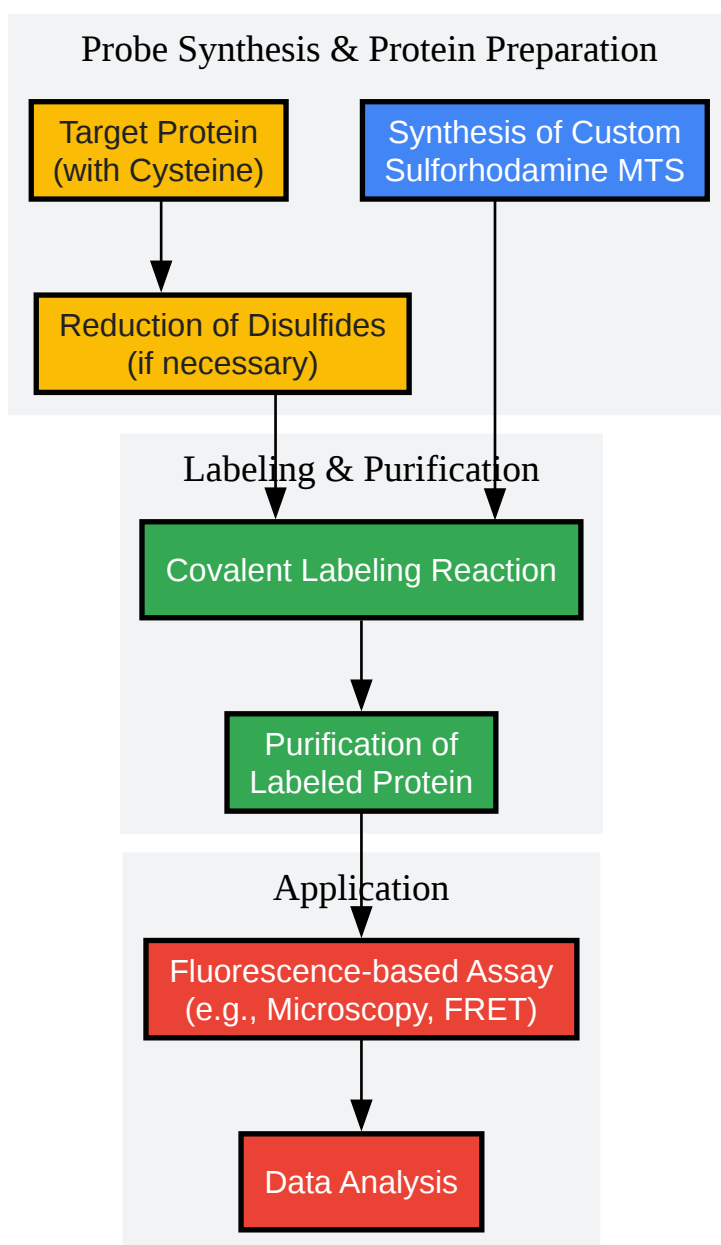 Probe Synthesis & Protein Preparation
Target Protein
(with Cysteine)
Synthesis of Custom
Sulforhodamine MTS
Reduction of Disulfides
(if necessary)
Labeling & Purification
Covalent Labeling Reaction
Purification of
Labeled Protein
Application
Fluorescence-based Assay
(e.g., Microscopy, FRET)
Data Analysis